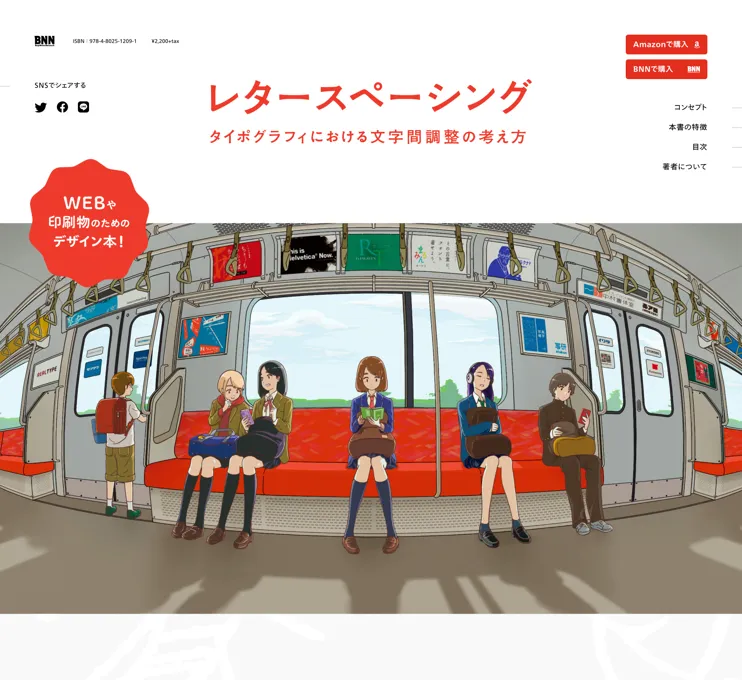 BNN
ISBN : 978-4-8025-1209-1 ¥2,200+tax
Amazonで購入
BNNで購入 BNN
SNSでシェアする
レタースペーシング
タイポグラフィにおける文字間調整の考え方
コンセプト
本書の特徴
目次
著者について
WEBや
印刷物のための
デザイン本!
This is
Helvetica® Now.
写研